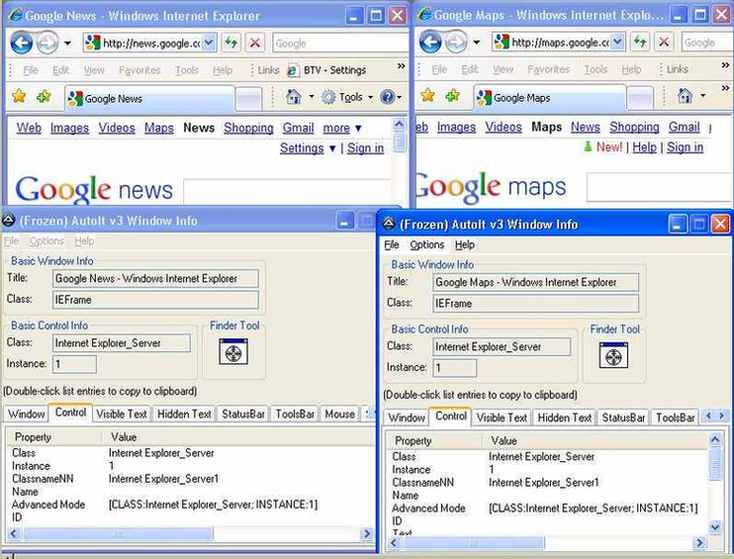 Google News - Windows Internet Explorer
http://news.google.cc
Google
File Edit View Favorites Tools Help Links BTV - Settings »
Google News
Tools »
Web Images Videos Maps News Shopping Gmail more ▼
Settings ▼ | Sign in
Google news
Google Maps - Windows Internet Explo...
http://maps.google.cc
Google
File Edit View Favorites Tools Help Links »
Google Maps
»
Web Images Videos Maps News Shopping Gmail
New! | Help | Sign in
Google maps
(Frozen) AutoIt v3 Window Info
File Options Help
Basic Window Info
Title: Google News - Windows Internet Explorer
Class: IEFrame
Basic Control Info
Finder Tool
Class: Internet Explorer_Server
Instance: 1
(Double-click list entries to copy to clipboard)
Window Control Visible Text Hidden Text StatusBar ToolsBar Mouse
Property Value
Class Internet Explorer_Server
Instance 1
ClassnameNN Internet Explorer_Server1
Name
Advanced Mode [CLASS:Internet Explorer_Server; INSTANCE:1]
ID
(Frozen) AutoIt v3 Window Info
File Options Help
Basic Window Info
Title: Google Maps - Windows Internet Explorer
Class: IEFrame
Basic Control Info
Finder Tool
Class: Internet Explorer_Server
Instance: 1
(Double-click list entries to copy to clipboard)
Window Control Visible Text Hidden Text StatusBar ToolsBar
Property Value
Class Internet Explorer_Server
Instance 1
ClassnameNN Internet Explorer_Server1
Name
Advanced Mode [CLASS:Internet Explorer_Server; INSTANCE:1]
ID
Text